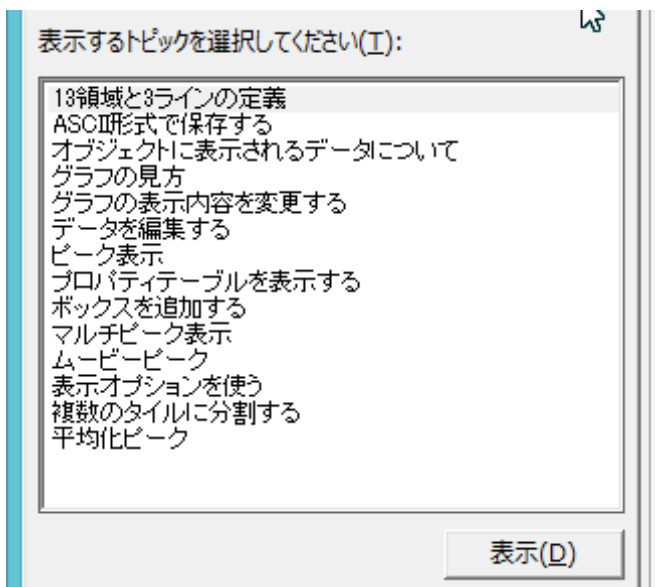 表示するトピックを選択してください(T):
13領域と3ラインの定義
ASCII形式で保存する
オブジェクトに表示されるデータについて
グラフの見方
グラフの表示内容を変更する
データを編集する
ピーク表示
プロパティテーブルを表示する
ボックスを追加する
マルチピーク表示
ムービーピーク
表示オプションを使う
複数のタイルに分割する
平均化ピーク
表示(D)